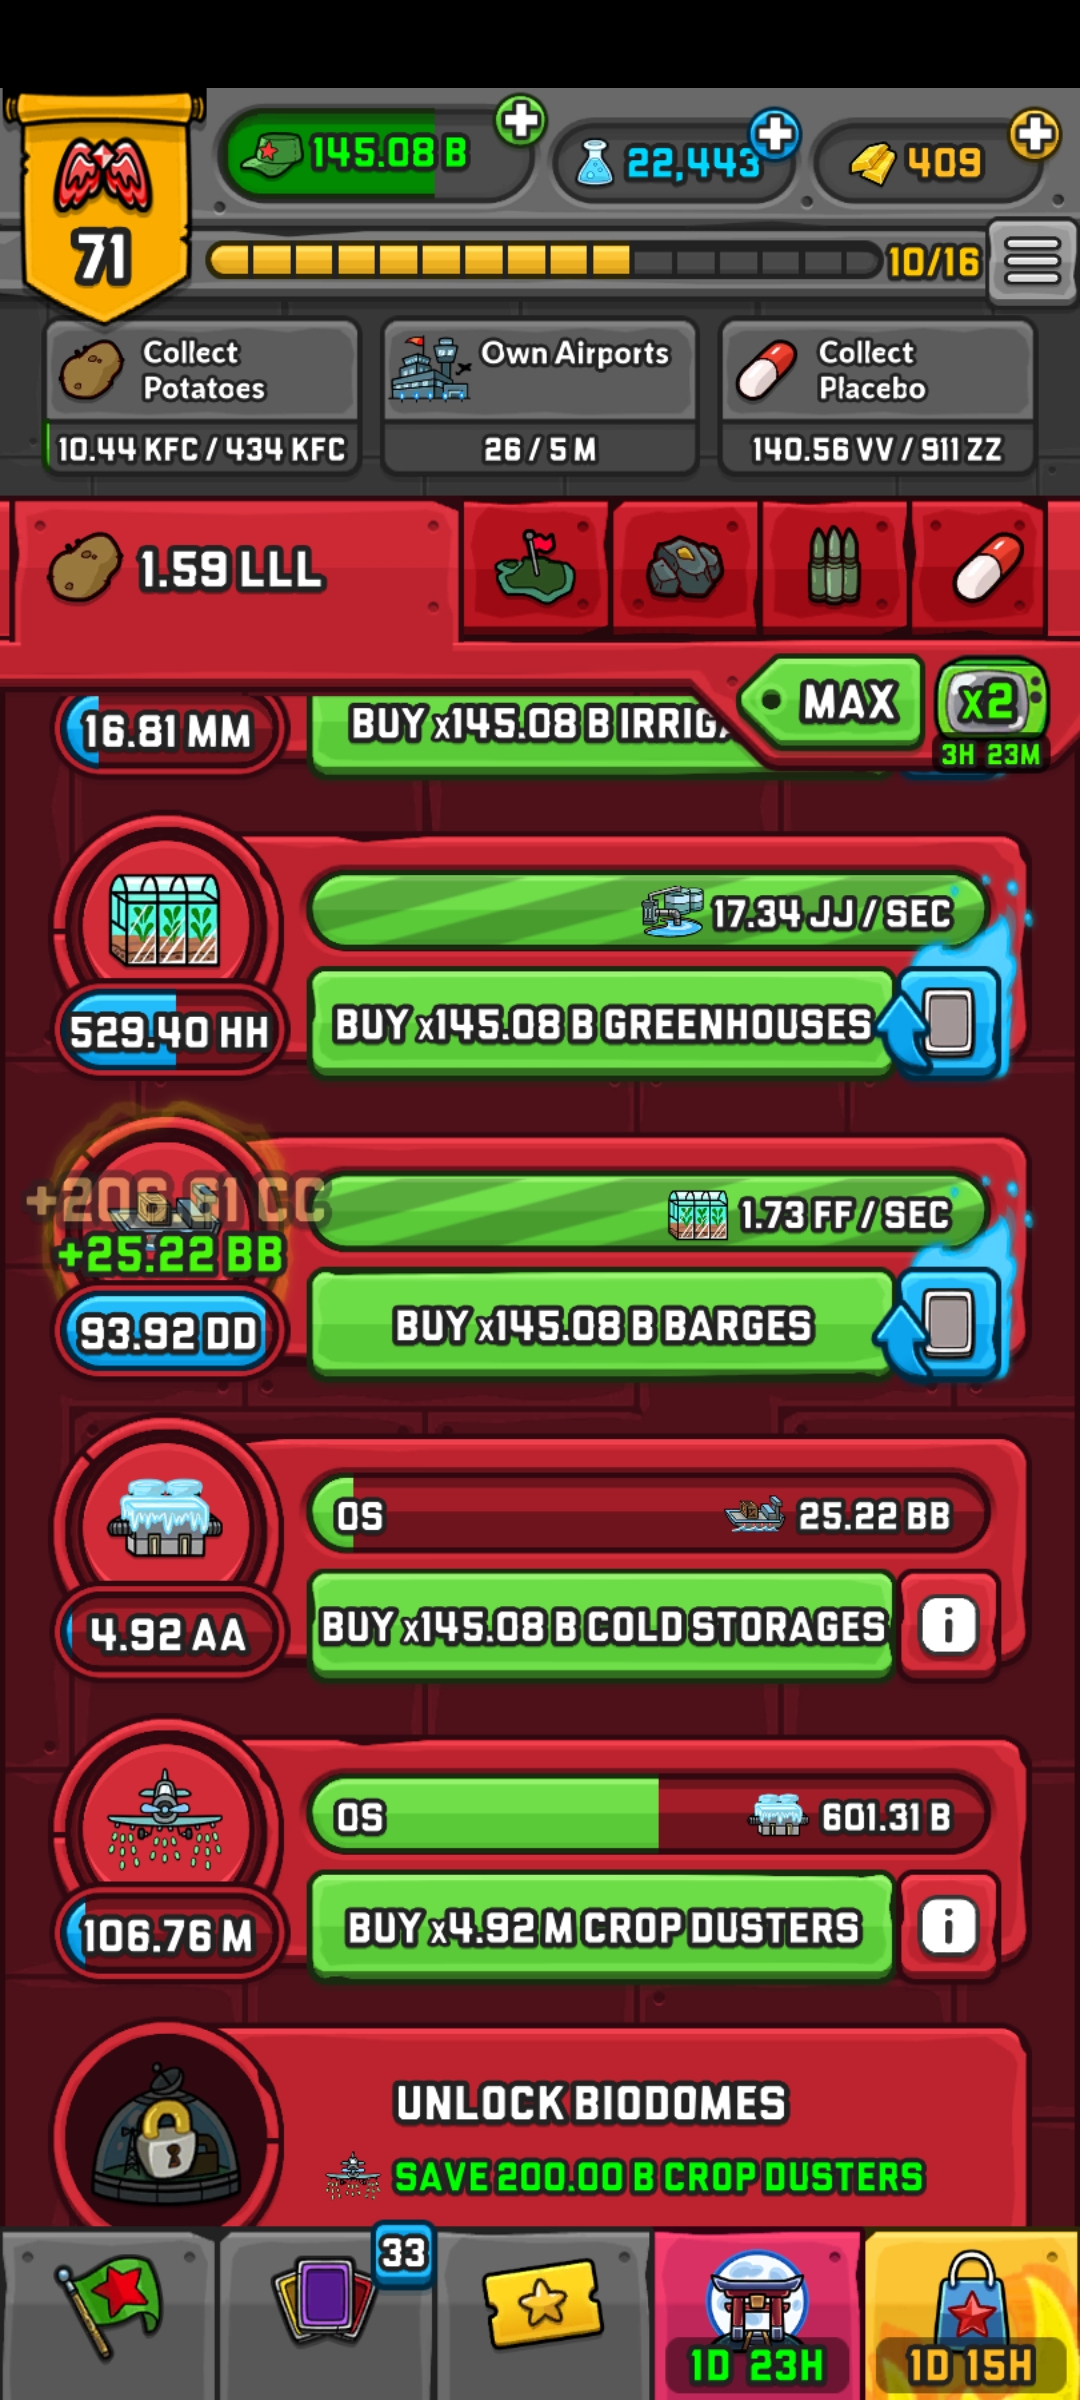 145.08 B
22,443
409
71
10/16
Collect
Potatoes
10.44 KFC / 434 KFC
Own Airports
26 / 5 M
Collect
Placebo
140.56 VV / 911 ZZ
1.59 LLL
MAX
x2
3H 23M
16.81 MM
BUY x145.08 B
17.34 JJ / SEC
529.40 HH
BUY x145.08 B GREENHOUSES
+206.61 CC
+25.22 BB
1.73 FF / SEC
93.92 DD
BUY x145.08 B BARGES
0S
25.22 BB
4.92 AA
BUY x145.08 B COLD STORAGES
i
0S
601.31 B
106.76 M
BUY x4.92 M CROP DUSTERS
i
UNLOCK BIODOMES
SAVE 200.00 B CROP DUSTERS
33
1D 23H
1D 15H